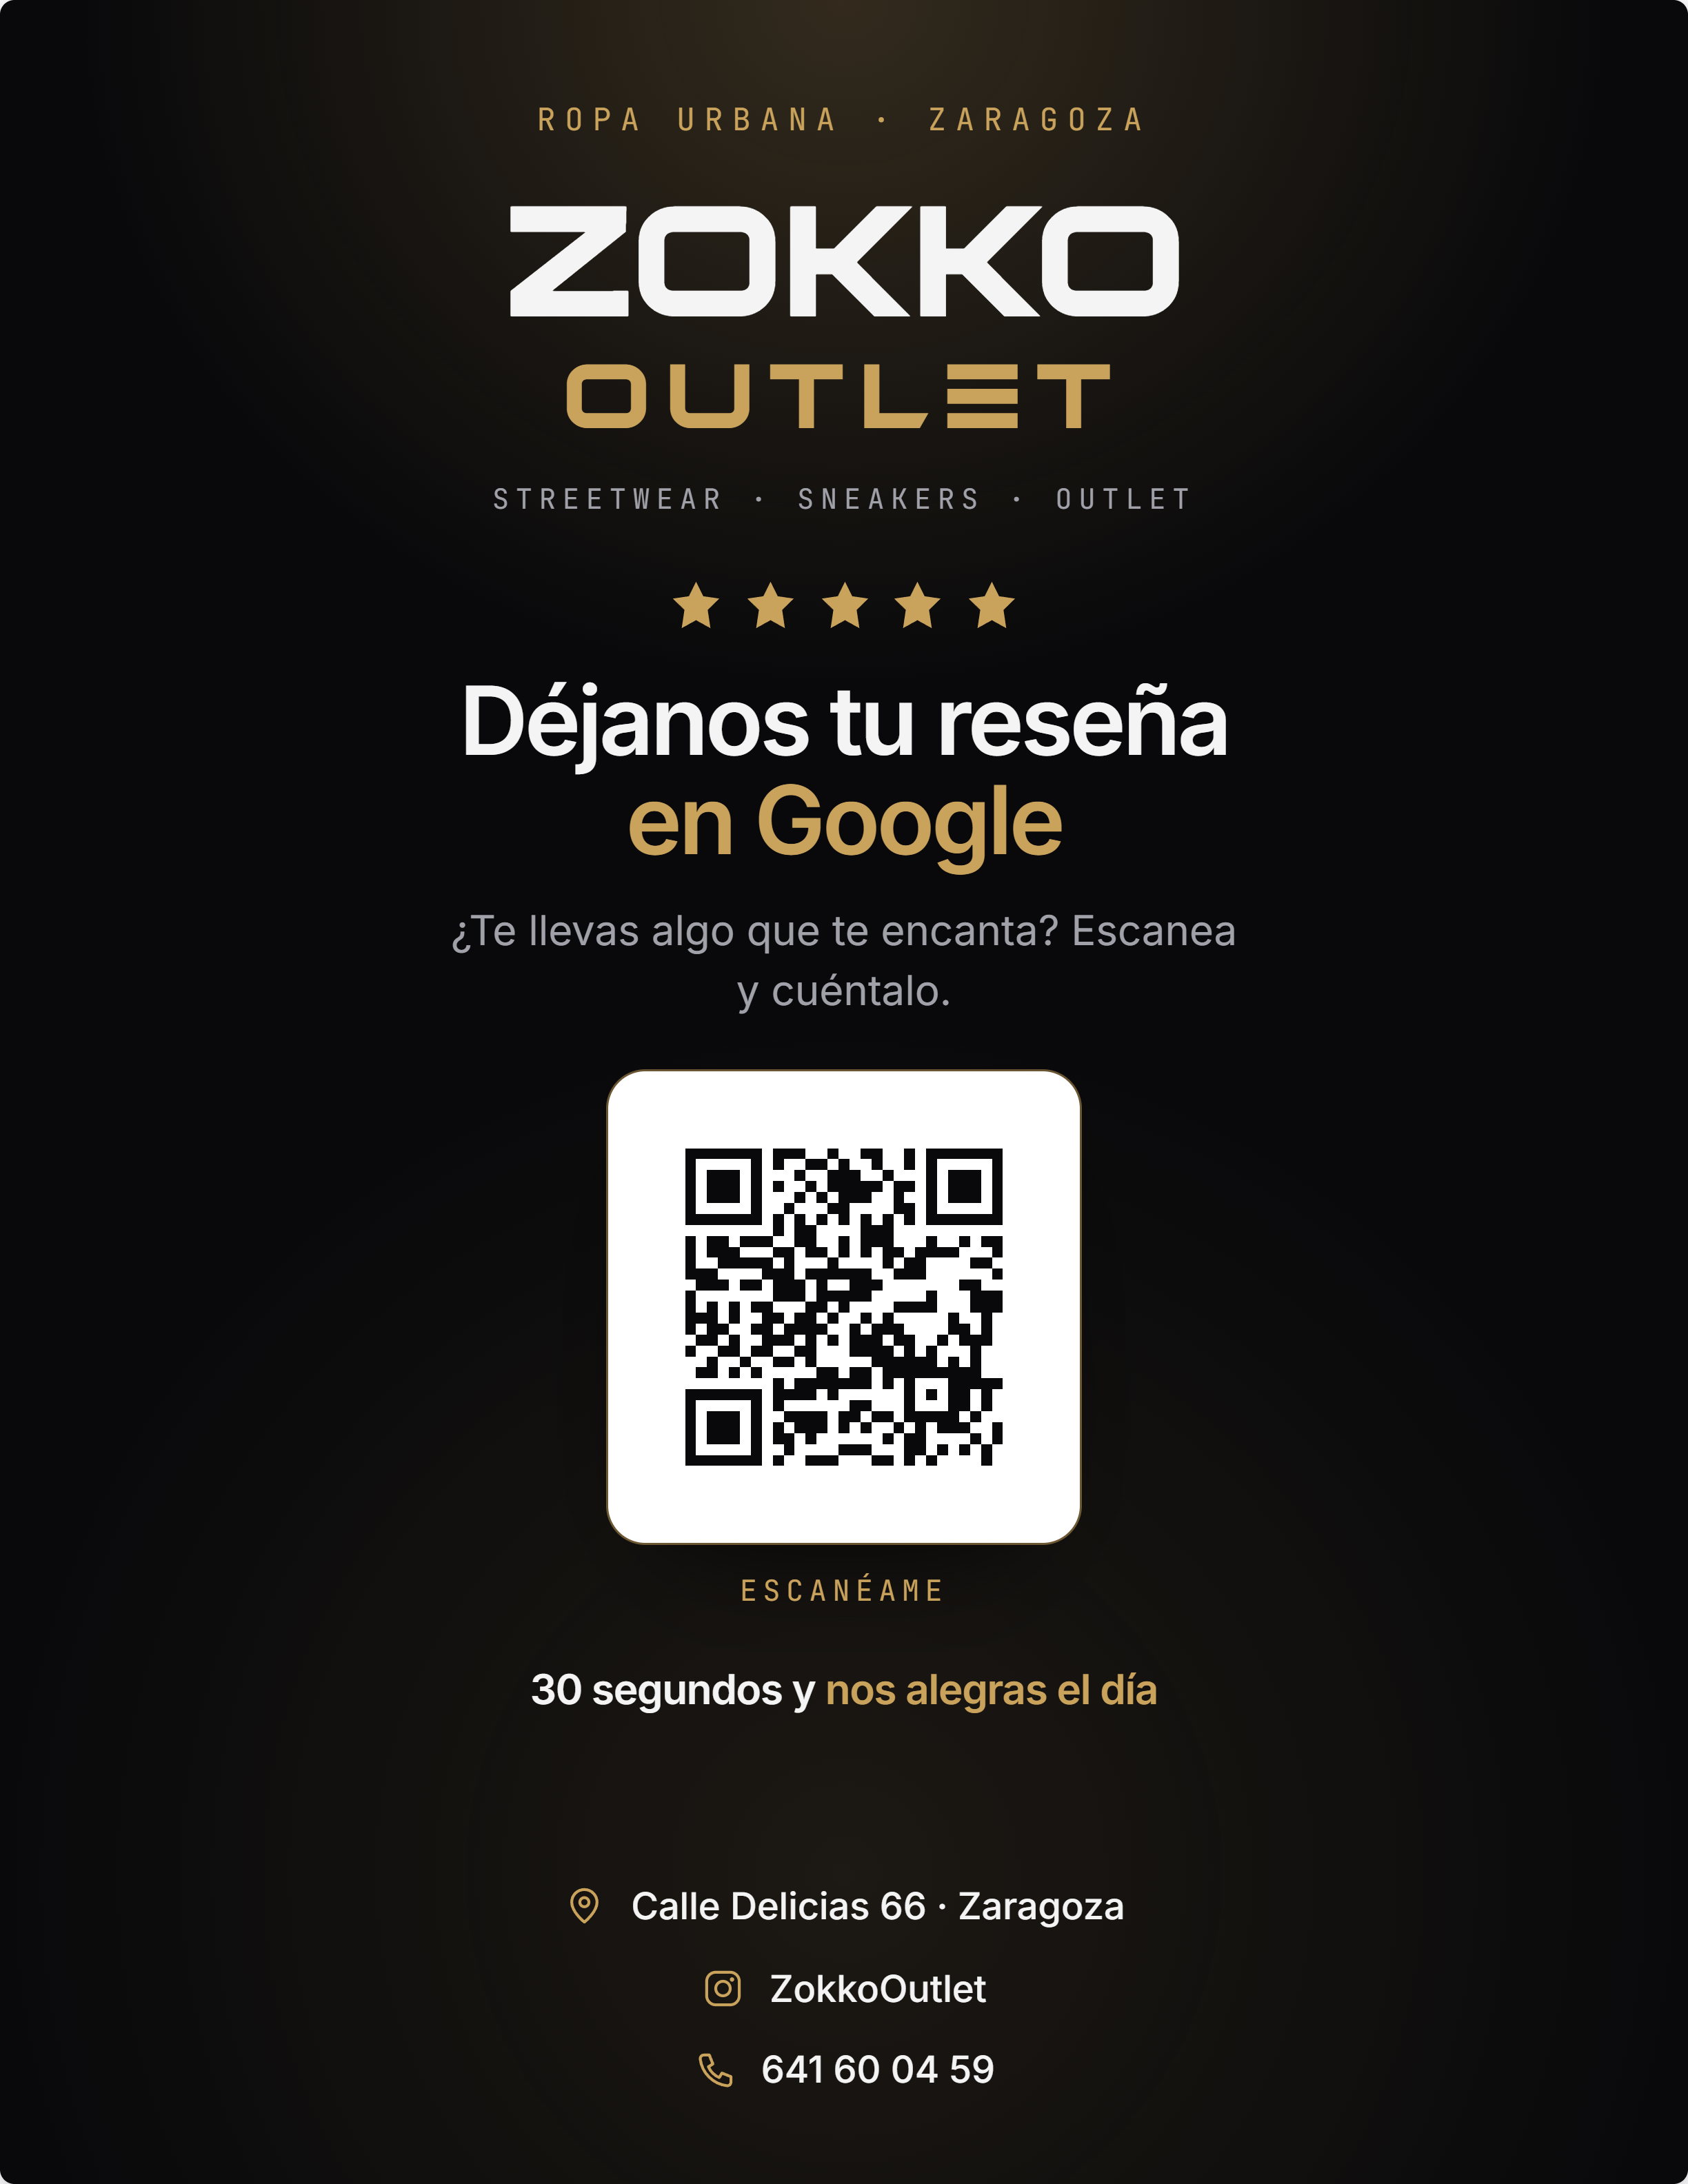 ROPA URBANA · ZARAGOZA
ZOKKO
OUTLET
STREETWEAR · SNEAKERS · OUTLET
Déjanos tu reseña
en Google
¿Te llevas algo que te encanta? Escanea
y cuéntalo.
ESCANÉAME
30 segundos y nos alegras el día
Calle Delicias 66 · Zaragoza
ZokkoOutlet
641 60 04 59